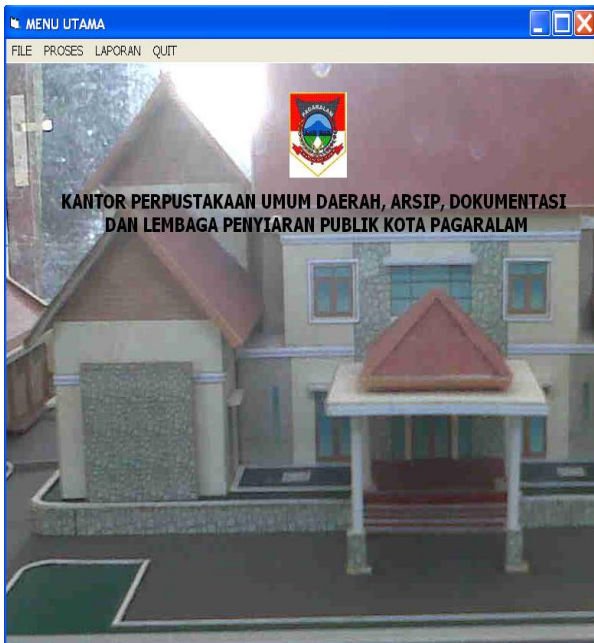 MENU UTAMA
FILE PROSES LAPORAN QUIT
PAGARALAM
KANTOR PERPUSTAKAAN UMUM DAERAH, ARSIP, DOKUMENTASI
DAN LEMBAGA PENYIARAN PUBLIK KOTA PAGARALAM